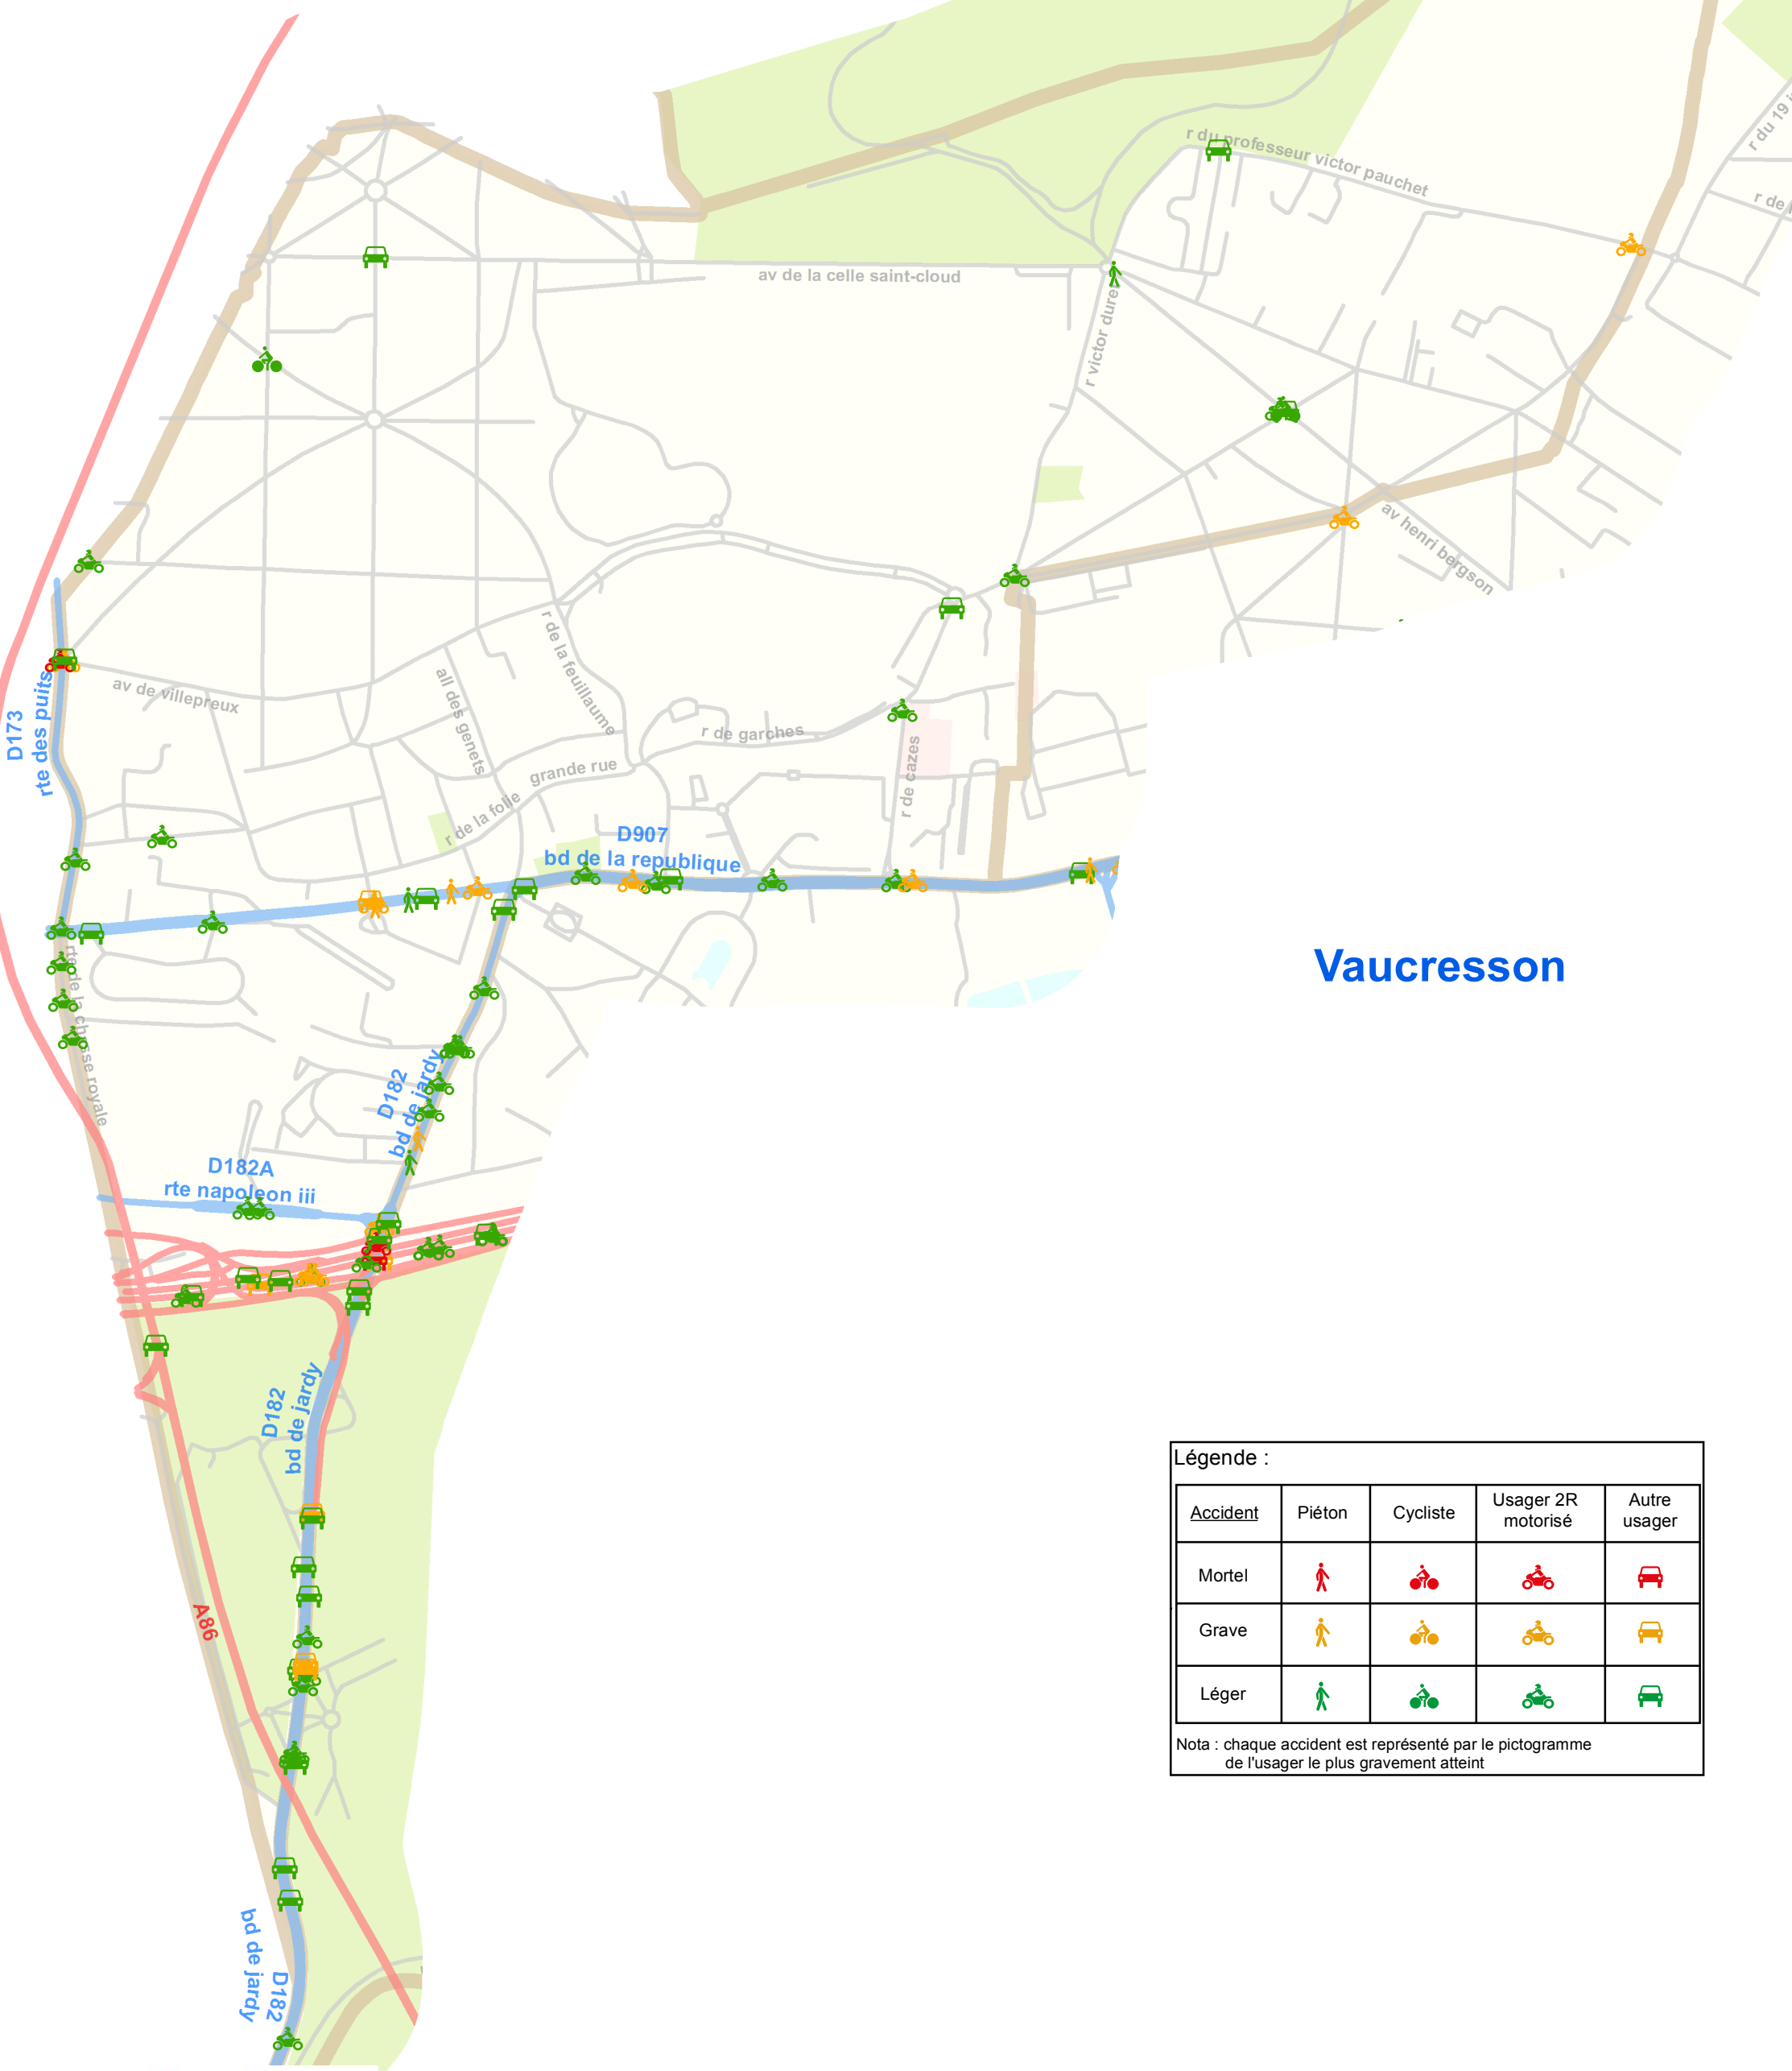 r du professeur victor pauchet
r du 19
r de
av de la celle saint-cloud
r victor dure
av henri bergson
r de la feuillaume
all des genets
av de villepreux
D173
rte des puits
r de garches
grande rue
r de la folie
r de cazes
D907
bd de la republique
Vaucresson
rte de la chasse royale
D182
bd de jardy
D182A
rte napoleon iii
D182
bd de jardy
A86
D182
bd de jardy
Légende :
Accident
Piéton
Cycliste
Usager 2R
motorisé
Autre
usager
Mortel
Grave
Léger
Nota : chaque accident est représenté par le pictogramme
de l'usager le plus gravement atteint